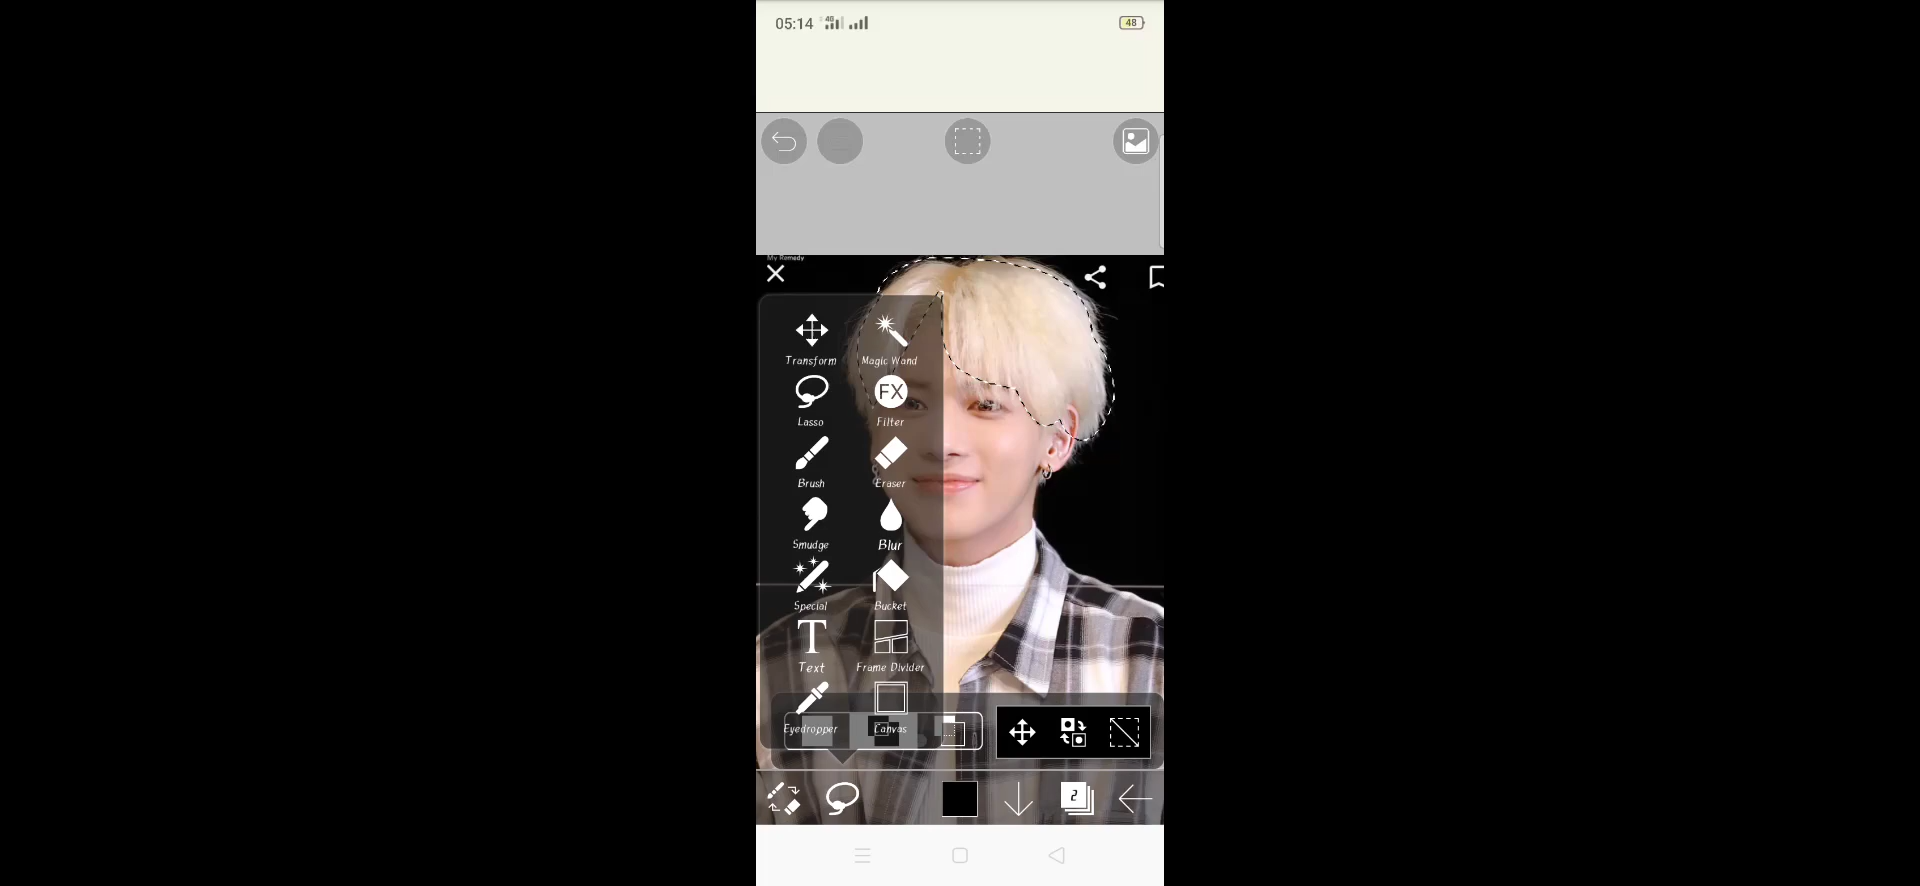 05:14 4G 48
My Remedy
Transform Magic Wand
Lasso FX Filter
Brush Eraser
Smudge Blur
Special Bucket
T Text Frame Divider
Eyedropper Canvas
2